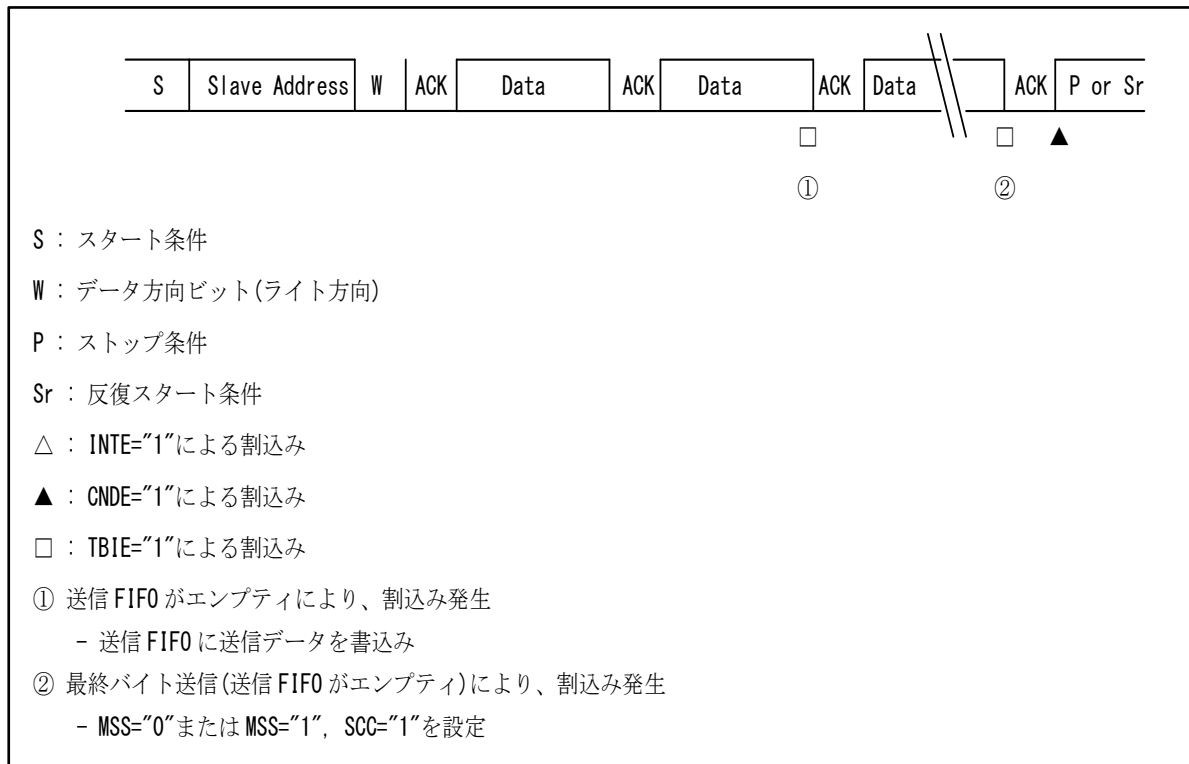 S Slave Address W ACK Data ACK Data ACK Data ACK P or Sr
□ □ ▲
① ②
S : スタート条件
W : データ方向ビット(ライト方向)
P : ストップ条件
Sr : 反復スタート条件
△ : INTE="1"による割込み
▲ : CNDE="1"による割込み
□ : TBIE="1"による割込み
① 送信FIFOがエンプティにより、割込み発生
- 送信FIFOに送信データを書込み
② 最終バイト送信(送信FIFOがエンプティ)により、割込み発生
- MSS="0"またはMSS="1", SCC="1"を設定